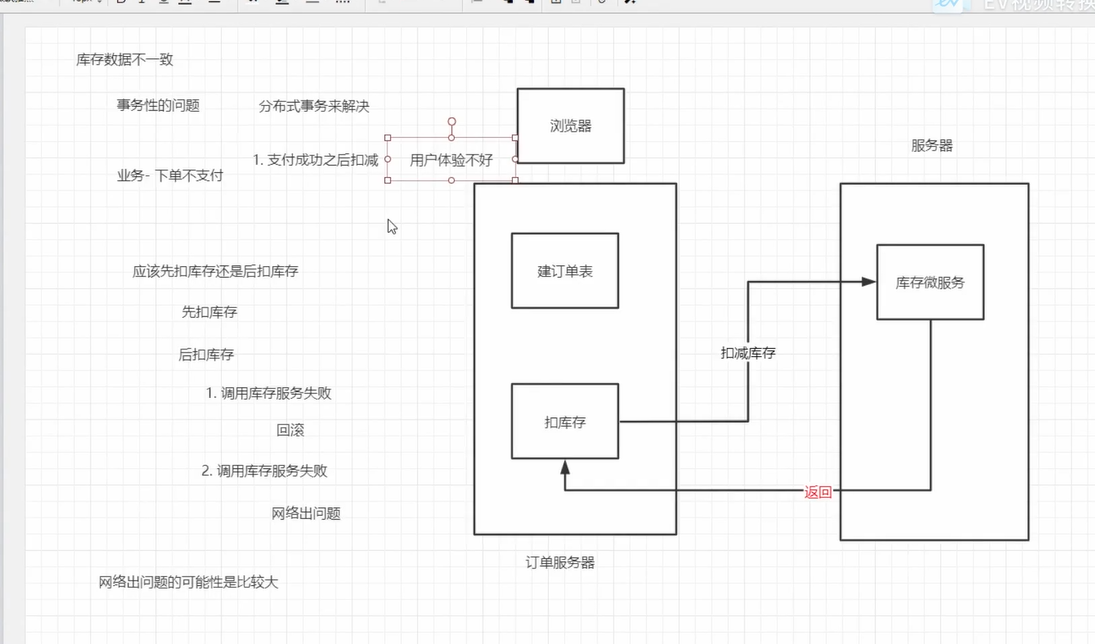 EV视频转换
库存数据不一致
事务性的问题
分布式事务来解决
浏览器
服务器
1. 支付成功之后扣减
用户体验不好
业务- 下单不支付
应该先扣库存还是后扣库存
建订单表
库存微服务
先扣库存
后扣库存
扣减库存
1. 调用库存服务失败
扣库存
回滚
2. 调用库存服务失败
返回
网络出问题
订单服务器
网络出问题的可能性是比较大